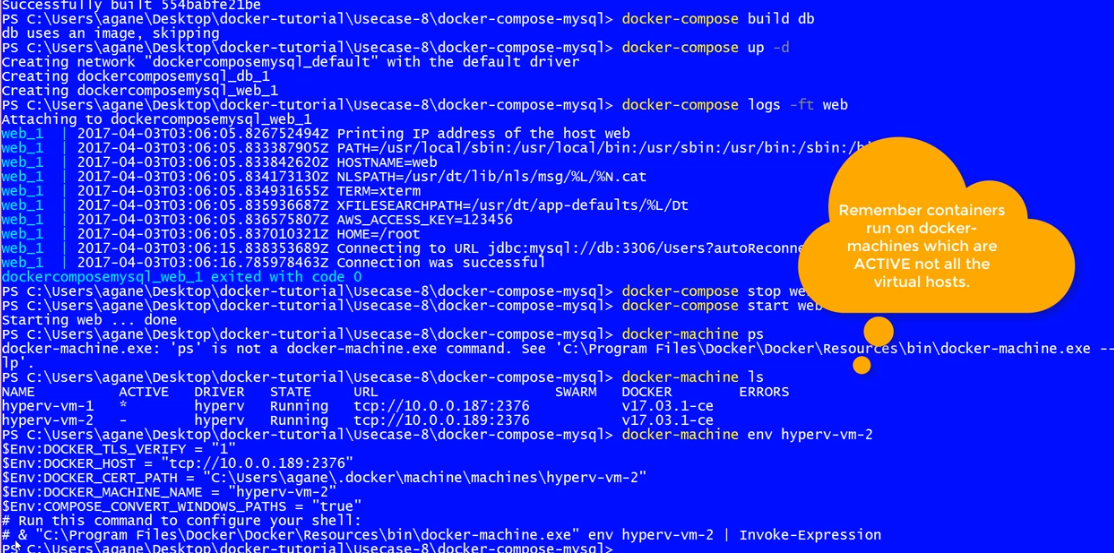 Successfully built 554babfe21be
PS C:\Users\agane\Desktop\docker-tutorial\Usecase-8\docker-compose-mysql> docker-compose build db
db uses an image, skipping
PS C:\Users\agane\Desktop\docker-tutorial\Usecase-8\docker-compose-mysql> docker-compose up -d
Creating network "dockercomposemysql_default" with the default driver
Creating dockercomposemysql_db_1
Creating dockercomposemysql_web_1
PS C:\Users\agane\Desktop\docker-tutorial\Usecase-8\docker-compose-mysql> docker-compose logs -ft web
Attaching to dockercomposemysql_web_1
web_1 | 2017-04-03T03:06:05.826752494Z Printing IP address of the host web
web_1 | 2017-04-03T03:06:05.833387905Z PATH=/usr/local/sbin:/usr/local/bin:/usr/sbin:/usr/bin:/sbin:/bin
web_1 | 2017-04-03T03:06:05.833842620Z HOSTNAME=web
web_1 | 2017-04-03T03:06:05.834173130Z NLSPATH=/usr/dt/lib/nls/msg/%L/%N.cat
web_1 | 2017-04-03T03:06:05.834931655Z TERM=xterm
web_1 | 2017-04-03T03:06:05.835936687Z XFILESEARCHPATH=/usr/dt/app-defaults/%L/Dt
web_1 | 2017-04-03T03:06:05.836575807Z AWS_ACCESS_KEY=123456
web_1 | 2017-04-03T03:06:05.837010321Z HOME=/root
web_1 | 2017-04-03T03:06:15.838353689Z Connecting to URL jdbc:mysql://db:3306/Users?autoReconne
web_1 | 2017-04-03T03:06:16.785978463Z Connection was successful
dockercomposemysql_web_1 exited with code 0
PS C:\Users\agane\Desktop\docker-tutorial\Usecase-8\docker-compose-mysql> docker-compose stop we
PS C:\Users\agane\Desktop\docker-tutorial\Usecase-8\docker-compose-mysql> docker-compose start web
Starting web ... done
PS C:\Users\agane\Desktop\docker-tutorial\Usecase-8\docker-compose-mysql> docker-machine ps
docker-machine.exe: 'ps' is not a docker-machine.exe command. See 'C:\Program Files\Docker\Docker\Resources\bin\docker-machine.exe --
lp'.
PS C:\Users\agane\Desktop\docker-tutorial\Usecase-8\docker-compose-mysql> docker-machine ls
NAME ACTIVE DRIVER STATE URL SWARM DOCKER ERRORS
hyperv-vm-1 * hyperv Running tcp://10.0.0.187:2376 v17.03.1-ce
hyperv-vm-2 - hyperv Running tcp://10.0.0.189:2376 v17.03.1-ce
PS C:\Users\agane\Desktop\docker-tutorial\Usecase-8\docker-compose-mysql> docker-machine env hyperv-vm-2
$Env:DOCKER_TLS_VERIFY = "1"
$Env:DOCKER_HOST = "tcp://10.0.0.189:2376"
$Env:DOCKER_CERT_PATH = "C:\Users\agane\.docker\machine\machines\hyperv-vm-2"
$Env:DOCKER_MACHINE_NAME = "hyperv-vm-2"
$Env:COMPOSE_CONVERT_WINDOWS_PATHS = "true"
# Run this command to configure your shell:
# & "C:\Program Files\Docker\Docker\Resources\bin\docker-machine.exe" env hyperv-vm-2 | Invoke-Expression
PS C:\Users\agane\Desktop\docker-tutorial\Usecase-8\docker-compose-mysql>
Remember containers
run on docker-
machines which are
ACTIVE not all the
virtual hosts.